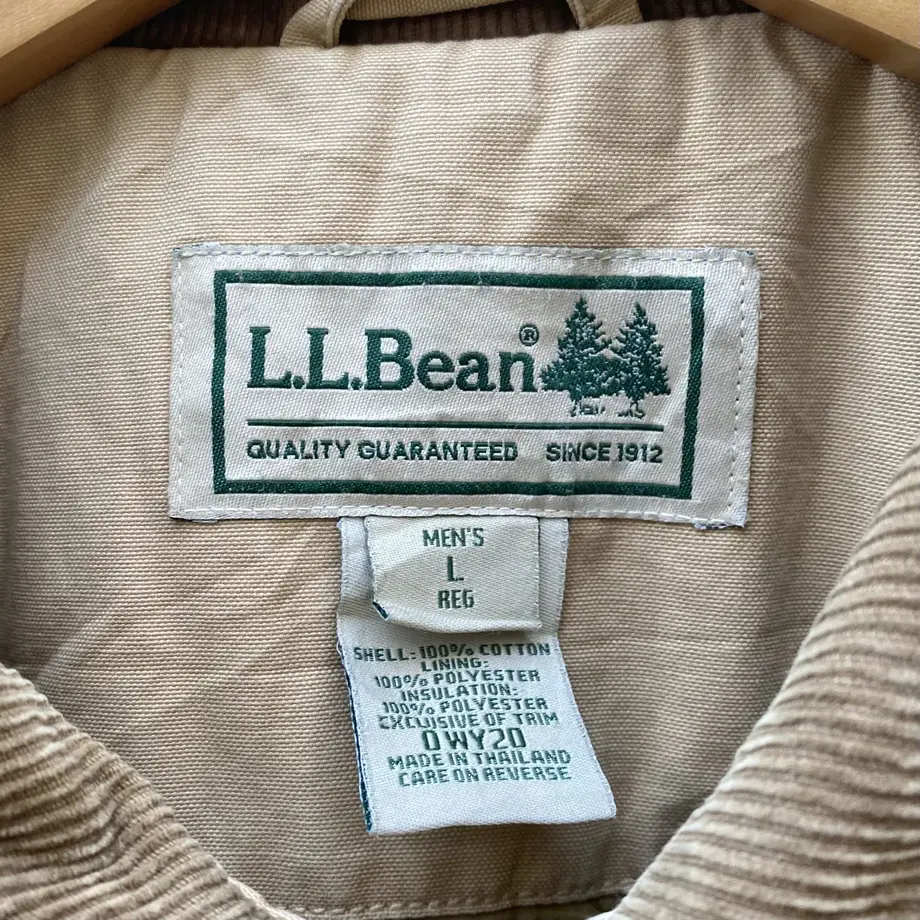 L.L.Bean®
QUALITY GUARANTEED SINCE 1912
MEN'S
L
REG
SHELL: 100% COTTON
LINING:
100% POLYESTER
INSULATION:
100% POLYESTER
EXCLUSIVE OF TRIM
0WY20
MADE IN THAILAND
CARE ON REVERSE